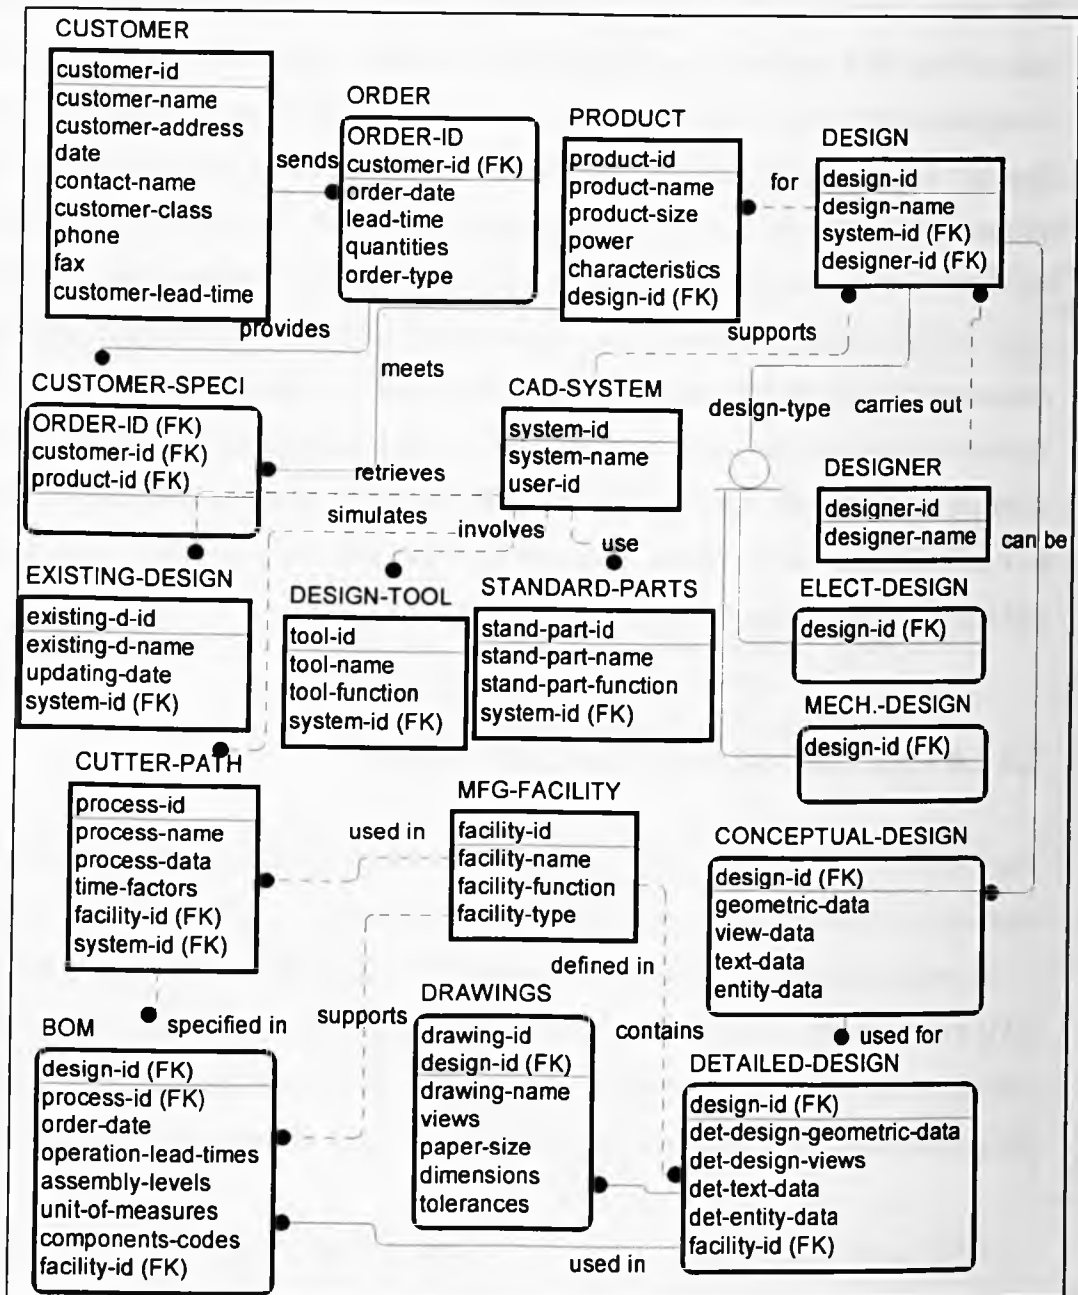 CUSTOMER
customer-id
customer-name
customer-address
date
contact-name
customer-class
phone
fax
customer-lead-time
sends
ORDER
ORDER-ID
customer-id (FK)
order-date
lead-time
quantities
order-type
PRODUCT
product-id
product-name
product-size
power
characteristics
design-id (FK)
for
DESIGN
design-id
design-name
system-id (FK)
designer-id (FK)
provides
meets
supports
design-type
carries out
can be
CUSTOMER-SPECI
ORDER-ID (FK)
customer-id (FK)
product-id (FK)
retrieves
simulates
involves
use
CAD-SYSTEM
system-id
system-name
user-id
DESIGNER
designer-id
designer-name
EXISTING-DESIGN
existing-d-id
existing-d-name
updating-date
system-id (FK)
DESIGN-TOOL
tool-id
tool-name
tool-function
system-id (FK)
STANDARD-PARTS
stand-part-id
stand-part-name
stand-part-function
system-id (FK)
ELECT-DESIGN
design-id (FK)
MECH.-DESIGN
design-id (FK)
CUTTER-PATH
process-id
process-name
process-data
time-factors
facility-id (FK)
system-id (FK)
used in
MFG-FACILITY
facility-id
facility-name
facility-function
facility-type
CONCEPTUAL-DESIGN
design-id (FK)
geometric-data
view-data
text-data
entity-data
defined in
specified in
supports
contains
used for
BOM
design-id (FK)
process-id (FK)
order-date
operation-lead-times
assembly-levels
unit-of-measures
components-codes
facility-id (FK)
DRAWINGS
drawing-id
design-id (FK)
drawing-name
views
paper-size
dimensions
tolerances
DETAILED-DESIGN
design-id (FK)
det-design-geometric-data
det-design-views
det-text-data
det-entity-data
facility-id (FK)
used in